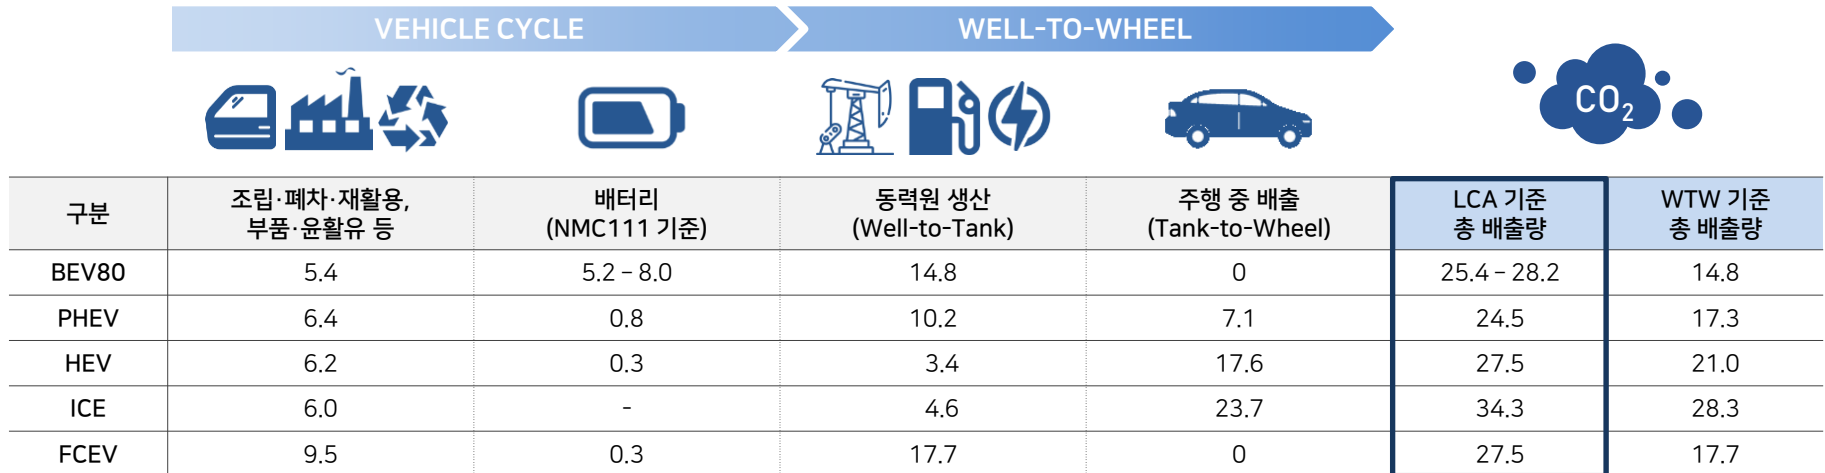 VEHICLE CYCLE
WELL-TO-WHEEL
CO₂
구분
조립·폐차·재활용,
부품·윤활유 등
배터리
(NMC111 기준)
동력원 생산
(Well-to-Tank)
주행 중 배출
(Tank-to-Wheel)
LCA 기준
총 배출량
WTW 기준
총 배출량
BEV80 5.4 5.2 – 8.0 14.8 0 25.4 – 28.2 14.8
PHEV 6.4 0.8 10.2 7.1 24.5 17.3
HEV 6.2 0.3 3.4 17.6 27.5 21.0
ICE 6.0 - 4.6 23.7 34.3 28.3
FCEV 9.5 0.3 17.7 0 27.5 17.7